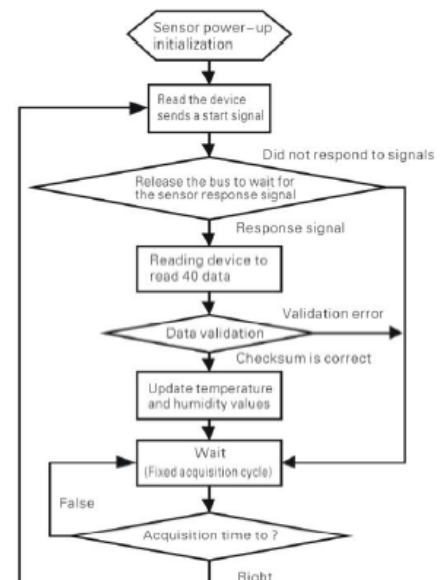 Sensor power-up
initialization
Read the device
sends a start signal
Did not respond to signals
Release the bus to wait for
the sensor response signal
Response signal
Reading device to
read 40 data
Validation error
Data validation
Checksum is correct
Update temperature
and humidity values
Wait
(Fixed acquisition cycle)
False
Acquisition time to ?
Right